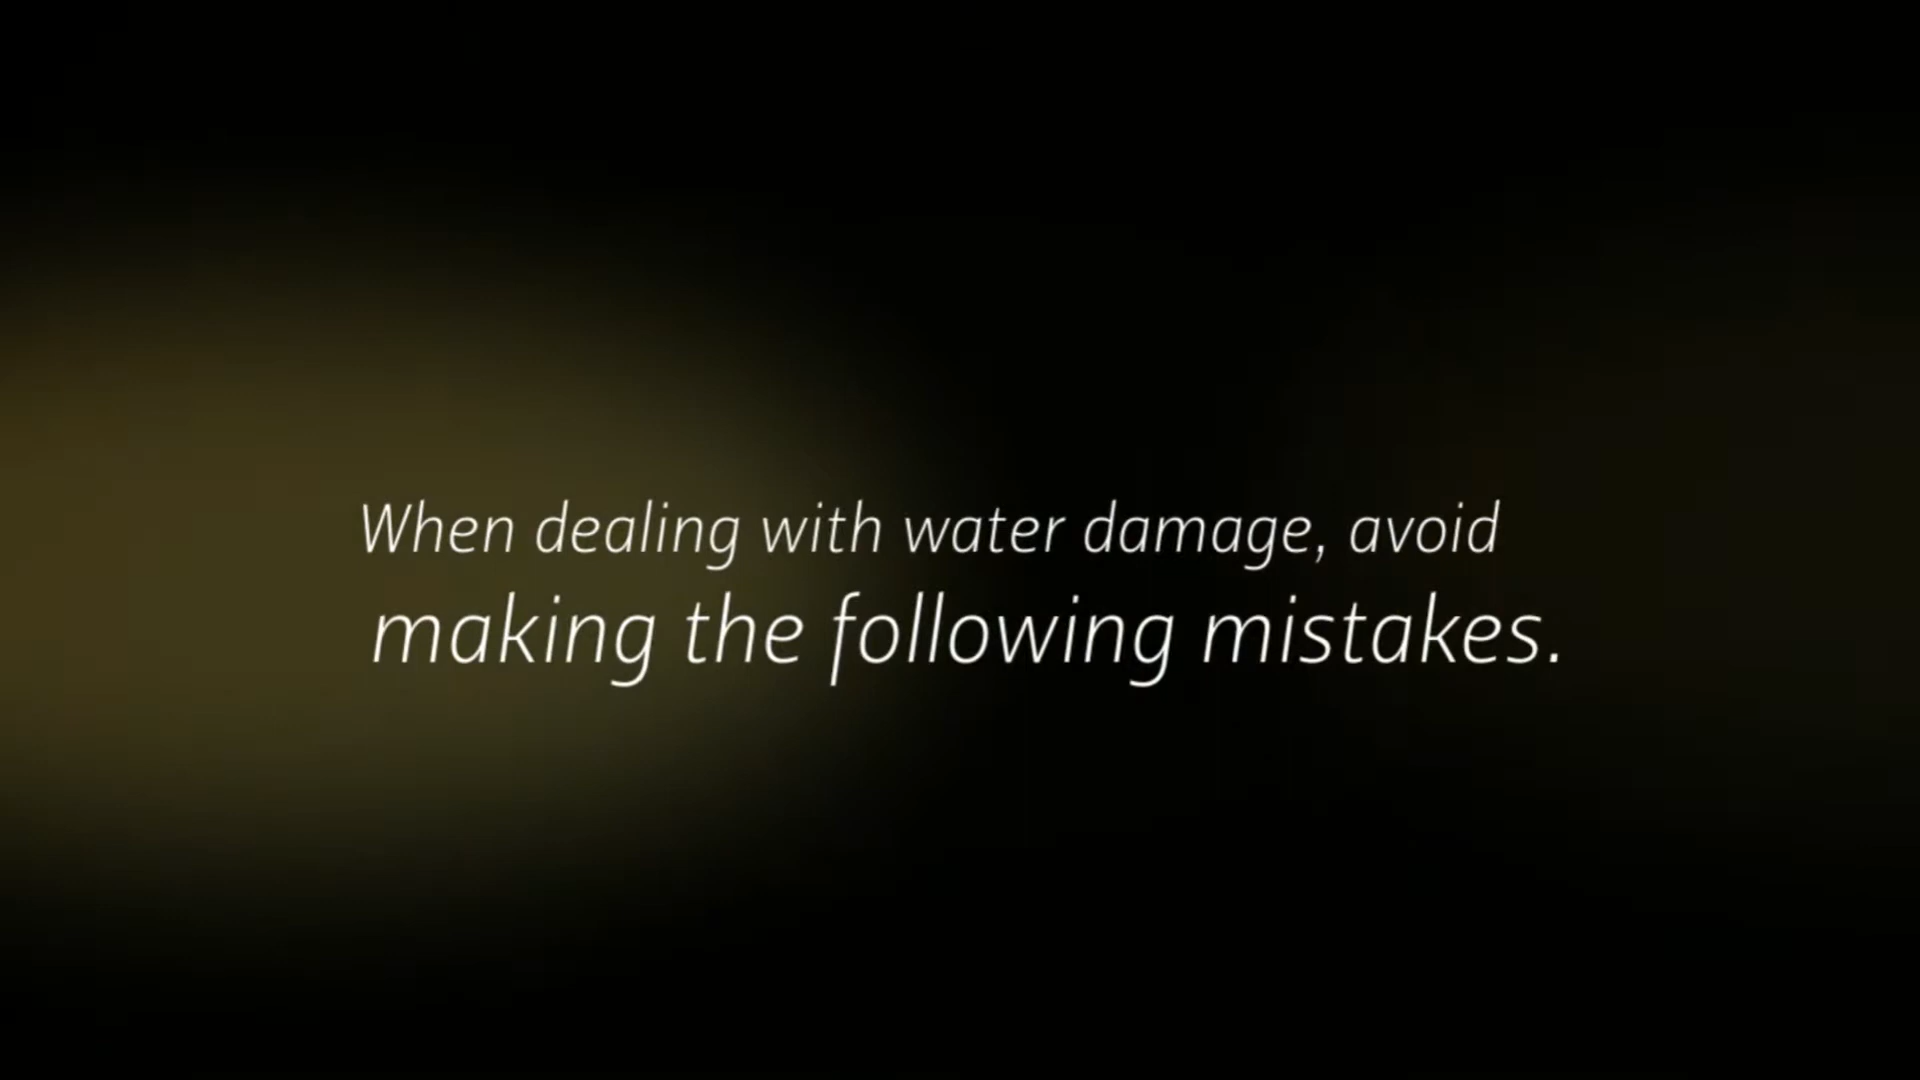 When dealing with water damage, avoid
making the following mistakes.